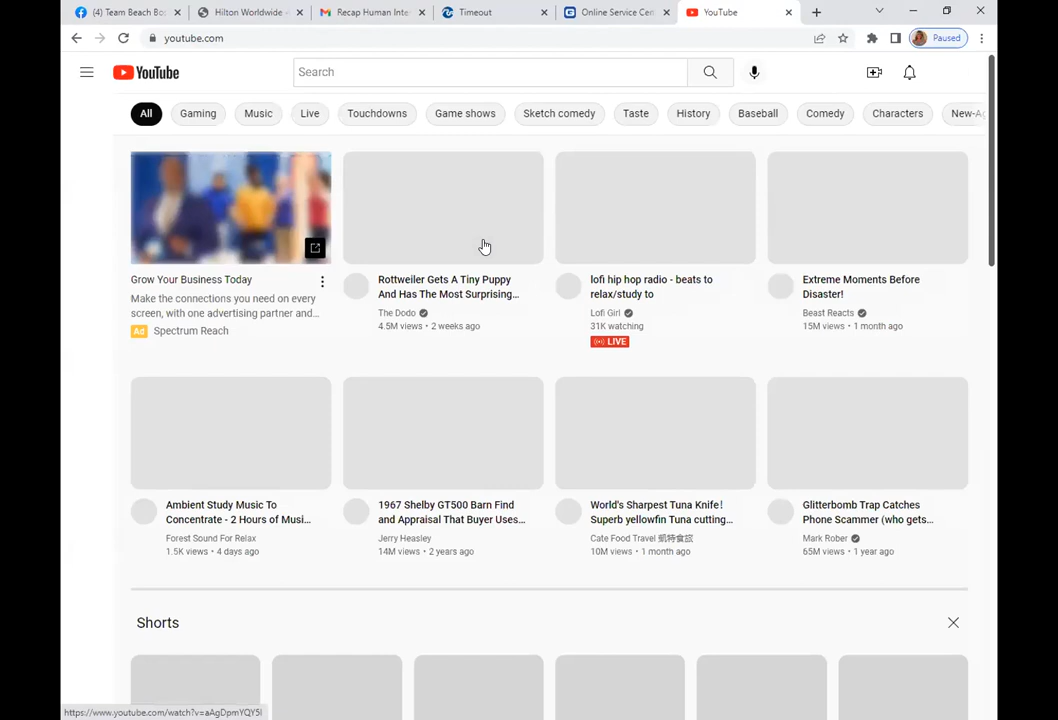 (4) Team Beach Bo
Hilton Worldwide
Recap Human Inte
Timeout
Online Service Cen
YouTube
youtube.com
Paused
YouTube
Search
All
Gaming
Music
Live
Touchdowns
Game shows
Sketch comedy
Taste
History
Baseball
Comedy
Characters
New-Ag
Grow Your Business Today
Make the connections you need on every
screen, with one advertising partner and...
Ad Spectrum Reach
Rottweiler Gets A Tiny Puppy
And Has The Most Surprising...
The Dodo
4.5M views • 2 weeks ago
lofi hip hop radio - beats to
relax/study to
Lofi Girl
31K watching
LIVE
Extreme Moments Before
Disaster!
Beast Reacts
15M views • 1 month ago
Ambient Study Music To
Concentrate - 2 Hours of Musi...
Forest Sound For Relax
1.5K views • 4 days ago
1967 Shelby GT500 Barn Find
and Appraisal That Buyer Uses...
Jerry Heasley
14M views • 2 years ago
World's Sharpest Tuna Knife!
Superb yellowfin Tuna cutting...
Cate Food Travel 凱特食旅
10M views • 1 month ago
Glitterbomb Trap Catches
Phone Scammer (who gets...
Mark Rober
65M views • 1 year ago
Shorts
https://www.youtube.com/watch?v=aAgDpmYQY5I